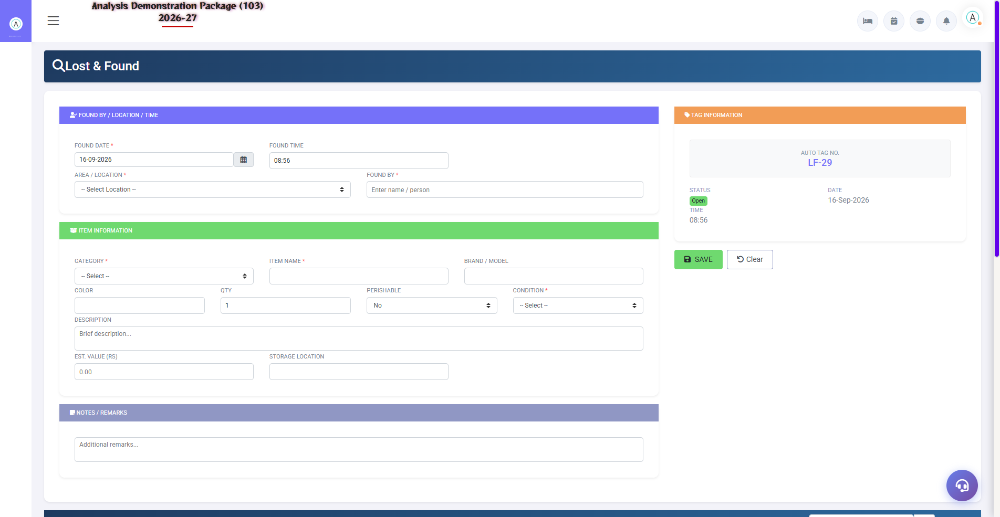 Analysis Demonstration Package (103)
2026-27
A
A
Lost & Found
FOUND BY / LOCATION / TIME
FOUND DATE *
FOUND TIME
16-09-2026
08:56
AREA / LOCATION *
FOUND BY *
-- Select Location --
Enter name / person
ITEM INFORMATION
CATEGORY *
ITEM NAME *
BRAND / MODEL
-- Select --
COLOR
QTY
PERISHABLE
CONDITION *
1
No
-- Select --
DESCRIPTION
Brief description...
EST. VALUE (RS)
STORAGE LOCATION
0.00
NOTES / REMARKS
Additional remarks...
TAG INFORMATION
AUTO TAG NO.
LF-29
STATUS
DATE
Open
16-Sep-2026
TIME
08:56
SAVE
Clear